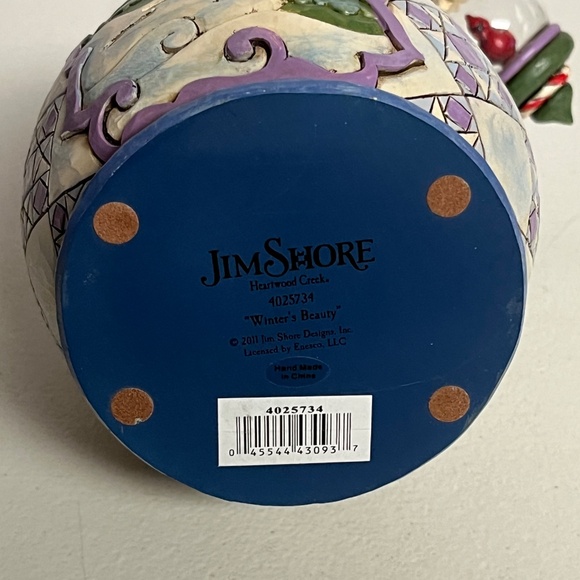 JIM SHORE
Heartwood Creek®
4025734
"Winter's Beauty"
© 2011 Jim Shore Designs, Inc.
Licensed by Enesco, LLC
Hand Made
in China
4025734
0 45544 43093 7